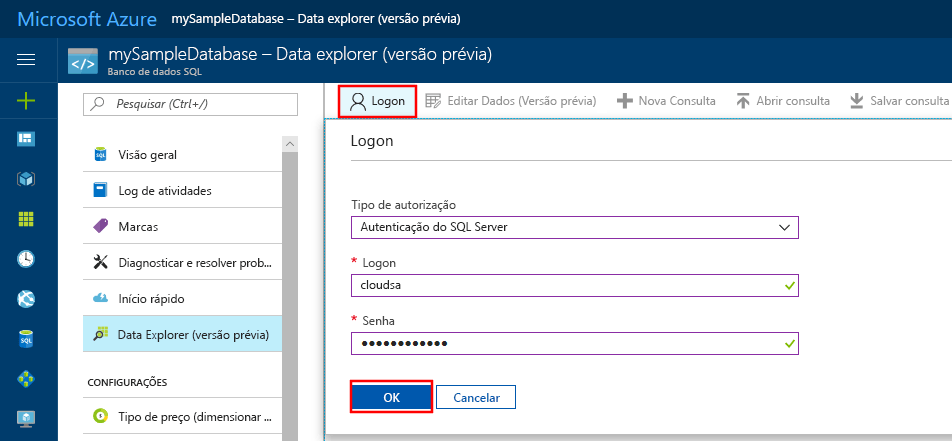 Microsoft Azure mySampleDatabase – Data explorer (versão prévia)
mySampleDatabase – Data explorer (versão prévia)
Banco de dados SQL
Pesquisar (Ctrl+/)
Visão geral
Log de atividades
Marcas
Diagnosticar e resolver prob...
Início rápido
Data Explorer (versão prévia)
CONFIGURAÇÕES
Tipo de preço (dimensionar ...
Logon Editar Dados (Versão prévia) Nova Consulta Abrir consulta Salvar consulta
Logon
Tipo de autorização
Autenticação do SQL Server
* Logon
cloudsa
* Senha
••••••••••••
OK Cancelar